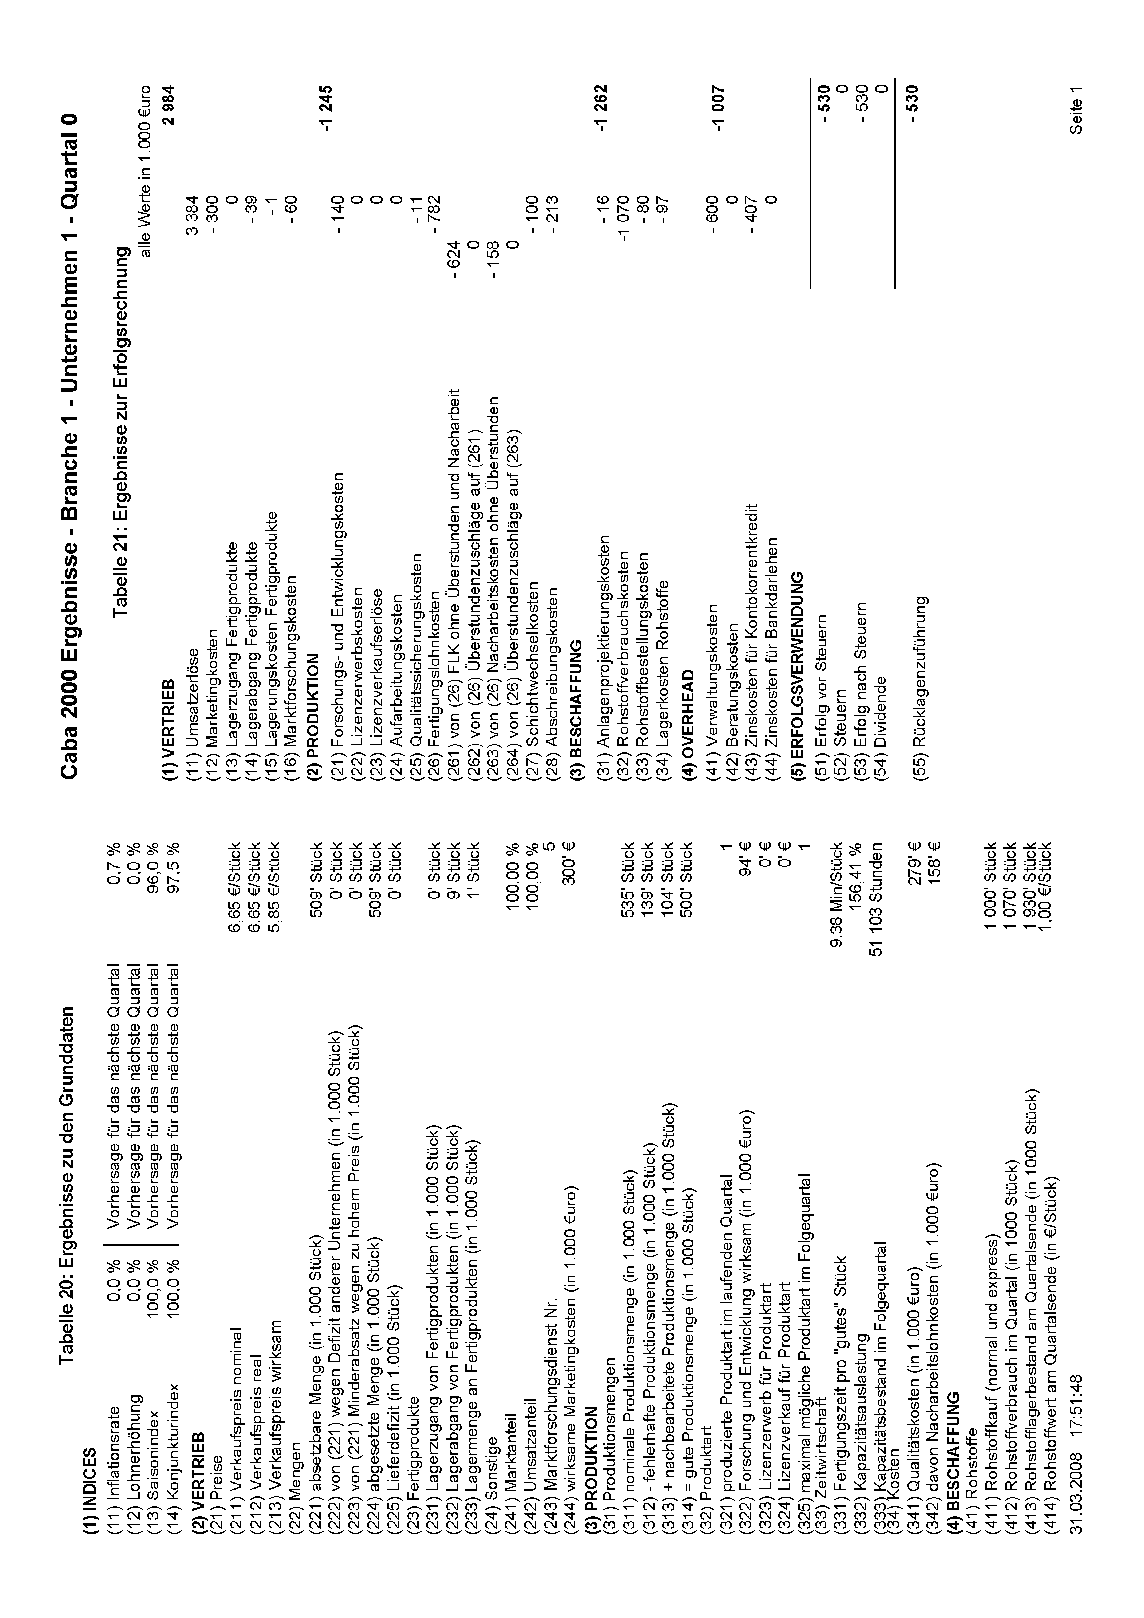 Caba 2000 Ergebnisse - Branche 1 - Unternehmen 1 - Quartal 0
Tabelle 20: Ergebnisse zu den Grunddaten
(1) INDICES
(11) Inflationsrate 0,0 % Vorhersage für das nächste Quartal 0,7 %
(12) Lohnerhöhung 0,0 % Vorhersage für das nächste Quartal 0,0 %
(13) Saisonindex 100,0 % Vorhersage für das nächste Quartal 96,0 %
(14) Konjunkturindex 100,0 % Vorhersage für das nächste Quartal 97,5 %
(2) VERTRIEB
(21) Preise
(211) Verkaufspreis nominal 6,65 €/Stück
(212) Verkaufspreis real 6,65 €/Stück
(213) Verkaufspreis wirksam 5,85 €/Stück
(22) Mengen
(221) absetzbare Menge (in 1.000 Stück) 509' Stück
(222) von (221) wegen Defizit anderer Unternehmen (in 1.000 Stück) 0' Stück
(223) von (221) Minderabsatz wegen zu hohem Preis (in 1.000 Stück) 0' Stück
(224) abgesetzte Menge (in 1.000 Stück) 509' Stück
(225) Lieferdefizit (in 1.000 Stück) 0' Stück
(23) Fertigprodukte
(231) Lagerzugang von Fertigprodukten (in 1.000 Stück) 0' Stück
(232) Lagerabgang von Fertigprodukten (in 1.000 Stück) 9' Stück
(233) Lagermenge an Fertigprodukten (in 1.000 Stück) 1' Stück
(24) Sonstige
(241) Marktanteil 100,00 %
(242) Umsatzanteil 100,00 %
(243) Marktforschungsdienst Nr. 5
(244) wirksame Marketingkosten (in 1.000 €uro) 300' €
(3) PRODUKTION
(31) Produktionsmengen
(311) nominale Produktionsmenge (in 1.000 Stück) 535' Stück
(312) - fehlerhafte Produktionsmenge (in 1.000 Stück) 139' Stück
(313) + nachbearbeitete Produktionsmenge (in 1.000 Stück) 104' Stück
(314) = gute Produktionsmenge (in 1.000 Stück) 500' Stück
(32) Produktart
(321) produzierte Produktart im laufenden Quartal 1
(322) Forschung und Entwicklung wirksam (in 1.000 €uro) 94' €
(323) Lizenzerwerb für Produktart 0' €
(324) Lizenzverkauf für Produktart 0' €
(325) maximal mögliche Produktart im Folgequartal 1
(33) Zeitwirtschaft
(331) Fertigungszeit pro "gutes" Stück 9,38 Min/Stück
(332) Kapazitätsauslastung 156,41 %
(333) Kapazitätsbestand im Folgequartal 51 103 Stunden
(34) Kosten
(341) Qualitätskosten (in 1.000 €uro) 279' €
(342) davon Nacharbeitslohnkosten (in 1.000 €uro) 158' €
(4) BESCHAFFUNG
(41) Rohstoffe
(411) Rohstoffkauf (normal und express) 1 000' Stück
(412) Rohstoffverbrauch im Quartal (in 1000 Stück) 1 070' Stück
(413) Rohstofflagerbestand am Quartalsende (in 1000 Stück) 1 930' Stück
(414) Rohstoffwert am Quartalsende (in €/Stück) 1,00 €/Stück
Tabelle 21: Ergebnisse zur Erfolgsrechnung
alle Werte in 1.000 €uro
(1) VERTRIEB 2 984
(11) Umsatzerlöse 3 384
(12) Marketingkosten - 300
(13) Lagerzugang Fertigprodukte 0
(14) Lagerabgang Fertigprodukte - 39
(15) Lagerungskosten Fertigprodukte - 1
(16) Marktforschungskosten - 60
(2) PRODUKTION -1 245
(21) Forschungs- und Entwicklungskosten - 140
(22) Lizenzerwerbskosten 0
(23) Lizenzverkaufserlöse 0
(24) Aufarbeitungskosten 0
(25) Qualitätssicherungskosten - 11
(26) Fertigungslohnkosten - 782
(261) von (26) FLK ohne Überstunden und Nacharbeit - 624
(262) von (26) Überstundenzuschläge auf (261) 0
(263) von (26) Nacharbeitskosten ohne Überstunden - 158
(264) von (26) Überstundenzuschläge auf (263) 0
(27) Schichtwechselkosten - 100
(28) Abschreibungskosten - 213
(3) BESCHAFFUNG -1 262
(31) Anlagenprojektierungskosten - 16
(32) Rohstoffverbrauchskosten -1 070
(33) Rohstoffbestellungskosten - 80
(34) Lagerkosten Rohstoffe - 97
(4) OVERHEAD -1 007
(41) Verwaltungskosten - 600
(42) Beratungskosten 0
(43) Zinskosten für Kontokorrentkredit - 407
(44) Zinskosten für Bankdarlehen 0
(5) ERFOLGSVERWENDUNG
(51) Erfolg vor Steuern - 530
(52) Steuern 0
(53) Erfolg nach Steuern - 530
(54) Dividende 0
(55) Rücklagenzuführung - 530
31.03.2008 17:51:48
Seite 1